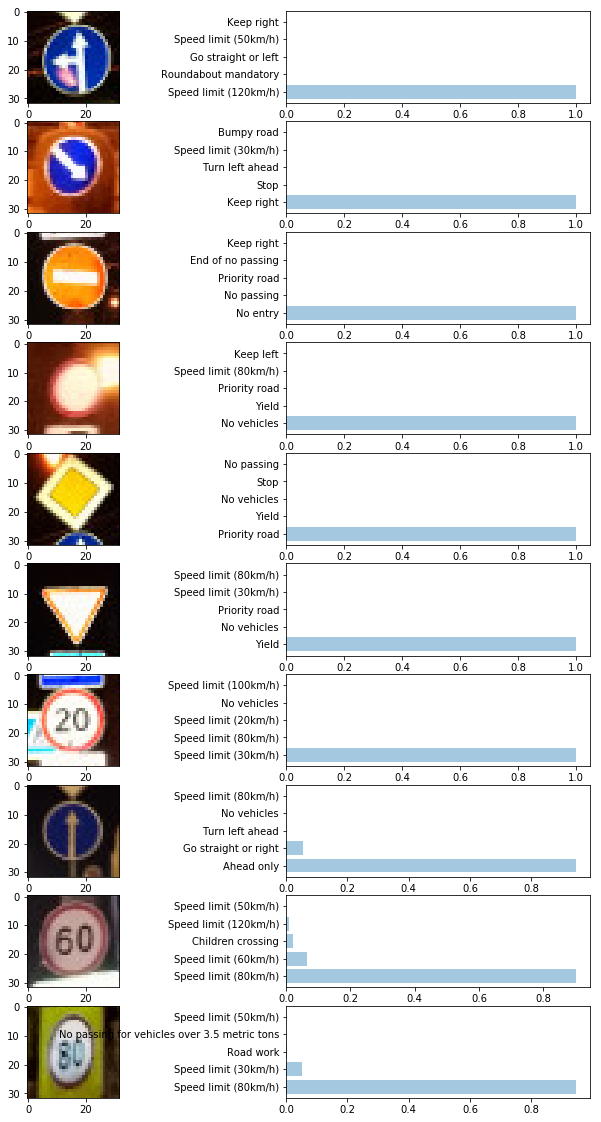 Keep right
Speed limit (50km/h)
Go straight or left
Roundabout mandatory
Speed limit (120km/h)
0
10
20
30
0 20
0.0 0.2 0.4 0.6 0.8 1.0
Bumpy road
Speed limit (30km/h)
Turn left ahead
Stop
Keep right
0
10
20
30
0 20
0.0 0.2 0.4 0.6 0.8 1.0
Keep right
End of no passing
Priority road
No passing
No entry
0
10
20
30
0 20
0.0 0.2 0.4 0.6 0.8 1.0
Keep left
Speed limit (80km/h)
Priority road
Yield
No vehicles
0
10
20
30
0 20
0.0 0.2 0.4 0.6 0.8 1.0
No passing
Stop
No vehicles
Yield
Priority road
0
10
20
30
0 20
0.0 0.2 0.4 0.6 0.8 1.0
Speed limit (80km/h)
Speed limit (30km/h)
Priority road
No vehicles
Yield
0
10
20
30
0 20
0.0 0.2 0.4 0.6 0.8 1.0
20
Speed limit (100km/h)
No vehicles
Speed limit (20km/h)
Speed limit (80km/h)
Speed limit (30km/h)
0
10
20
30
0 20
0.0 0.2 0.4 0.6 0.8 1.0
Speed limit (80km/h)
No vehicles
Turn left ahead
Go straight or right
Ahead only
0
10
20
30
0 20
0.0 0.2 0.4 0.6 0.8
60
Speed limit (50km/h)
Speed limit (120km/h)
Children crossing
Speed limit (60km/h)
Speed limit (80km/h)
0
10
20
30
0 20
0.0 0.2 0.4 0.6 0.8
80
Speed limit (50km/h)
No passing for vehicles over 3.5 metric tons
Road work
Speed limit (30km/h)
Speed limit (80km/h)
0
10
20
30
0 20
0.0 0.2 0.4 0.6 0.8